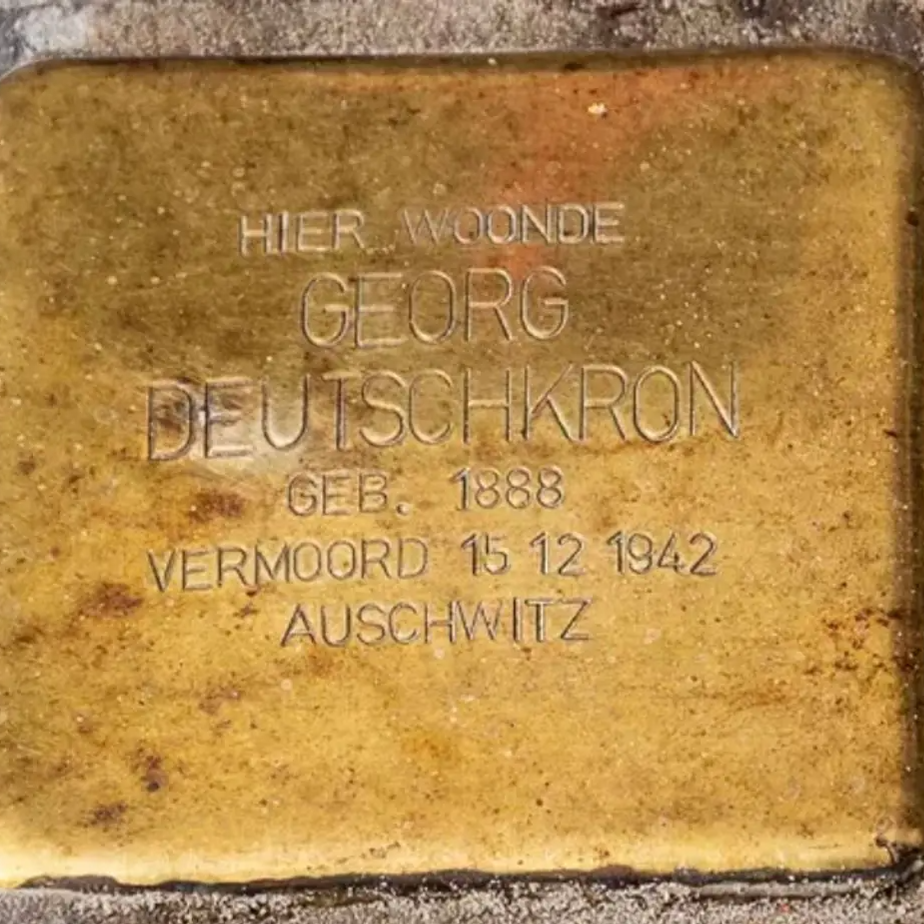 HIER WOONDE
GEORG
DEUTSCHKRON
GEB. 1888
VERMOORD 15 12 1942
AUSCHWITZ